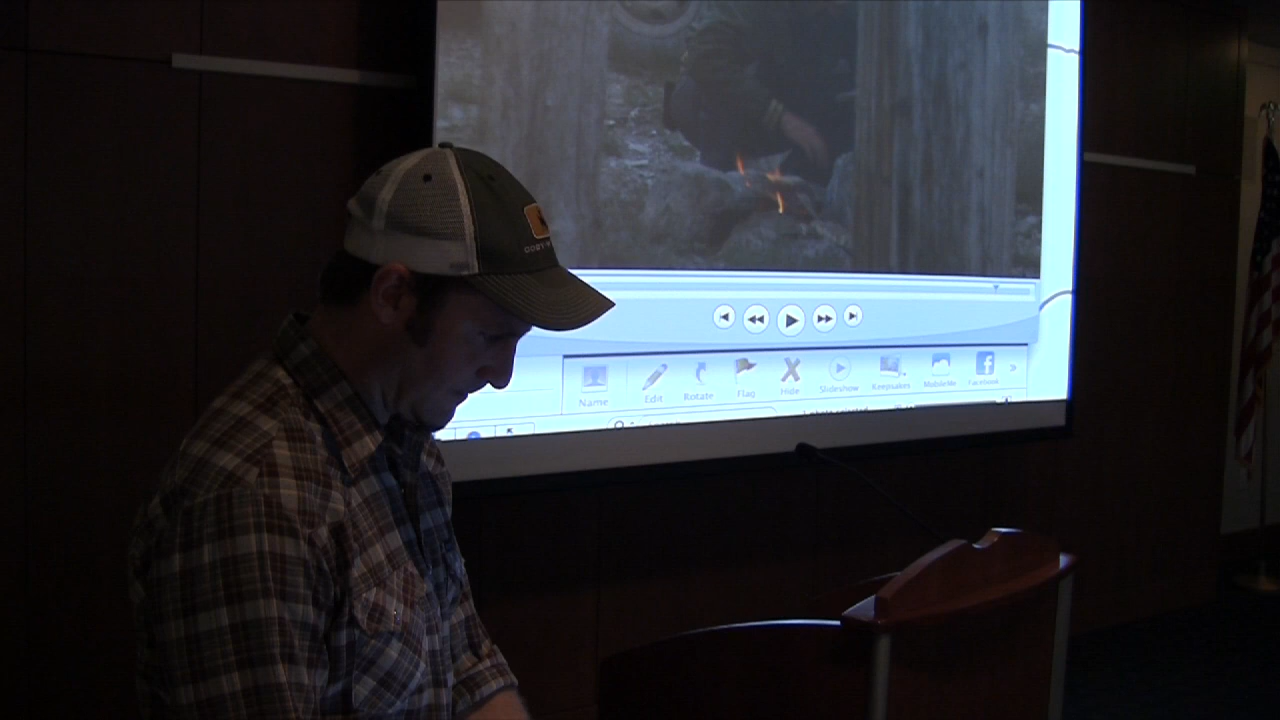 Name
Edit
Rotate
Flag
Hide
Slideshow
Keepsakes
MobileMe
Facebook